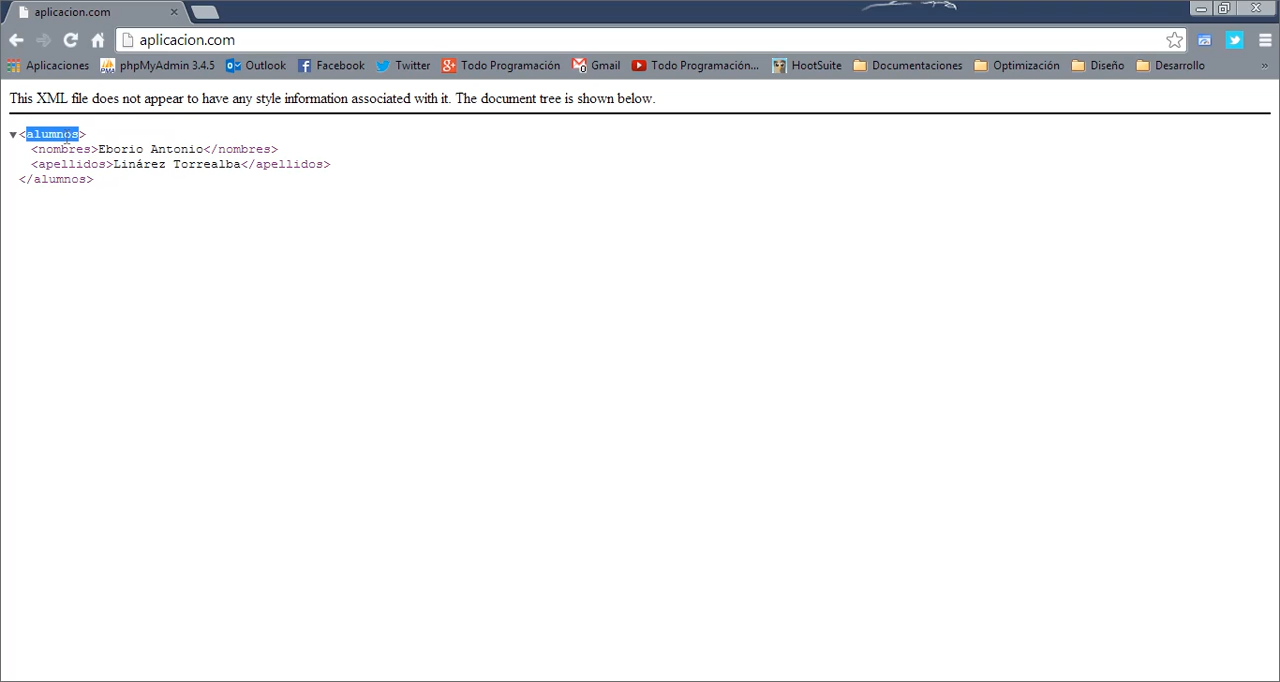 aplicacion.com
aplicacion.com
Aplicaciones phpMyAdmin 3.4.5 Outlook Facebook Twitter Todo Programación Gmail Todo Programación... HootSuite Documentaciones Optimización Diseño Desarrollo »
This XML file does not appear to have any style information associated with it. The document tree is shown below.
▼<alumnos>
<nombres>Eborio Antonio</nombres>
<apellidos>Linárez Torrealba</apellidos>
</alumnos>